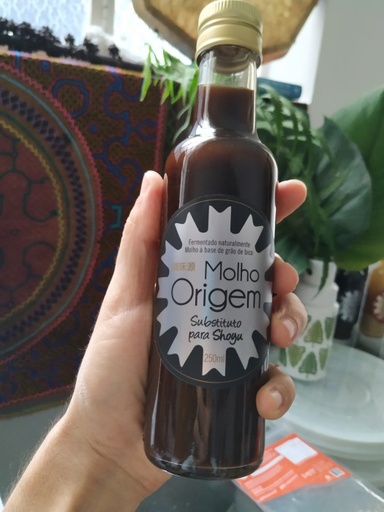 Fermentado naturalmente
Molho à base de grão de bico
Molho
Origem
Substituto
para Shoyu
250ml